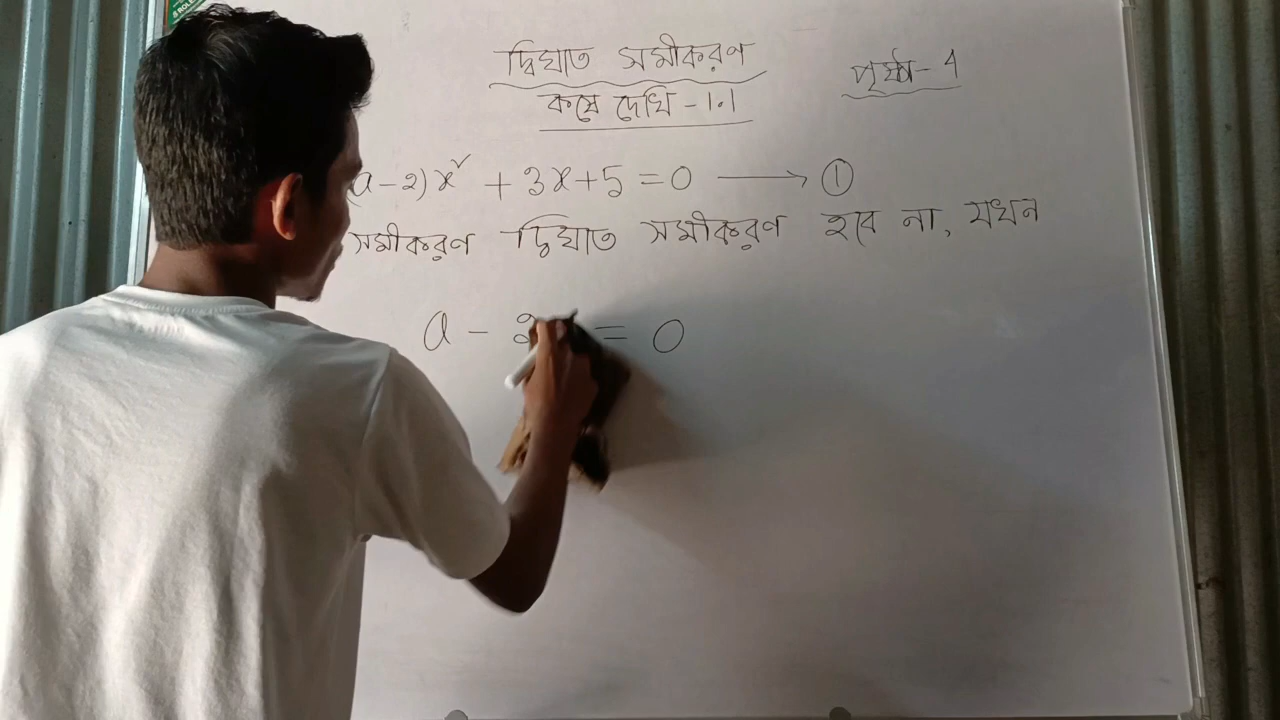 দ্বিঘাত সমীকরণ
কষে দেখি - 1.1
পৃষ্ঠা - 4
(a-2)x² + 3x+5 = 0 ⟶ ①
সমীকরণ দ্বিঘাত সমীকরণ হবে না, যখন
a - 2 = 0